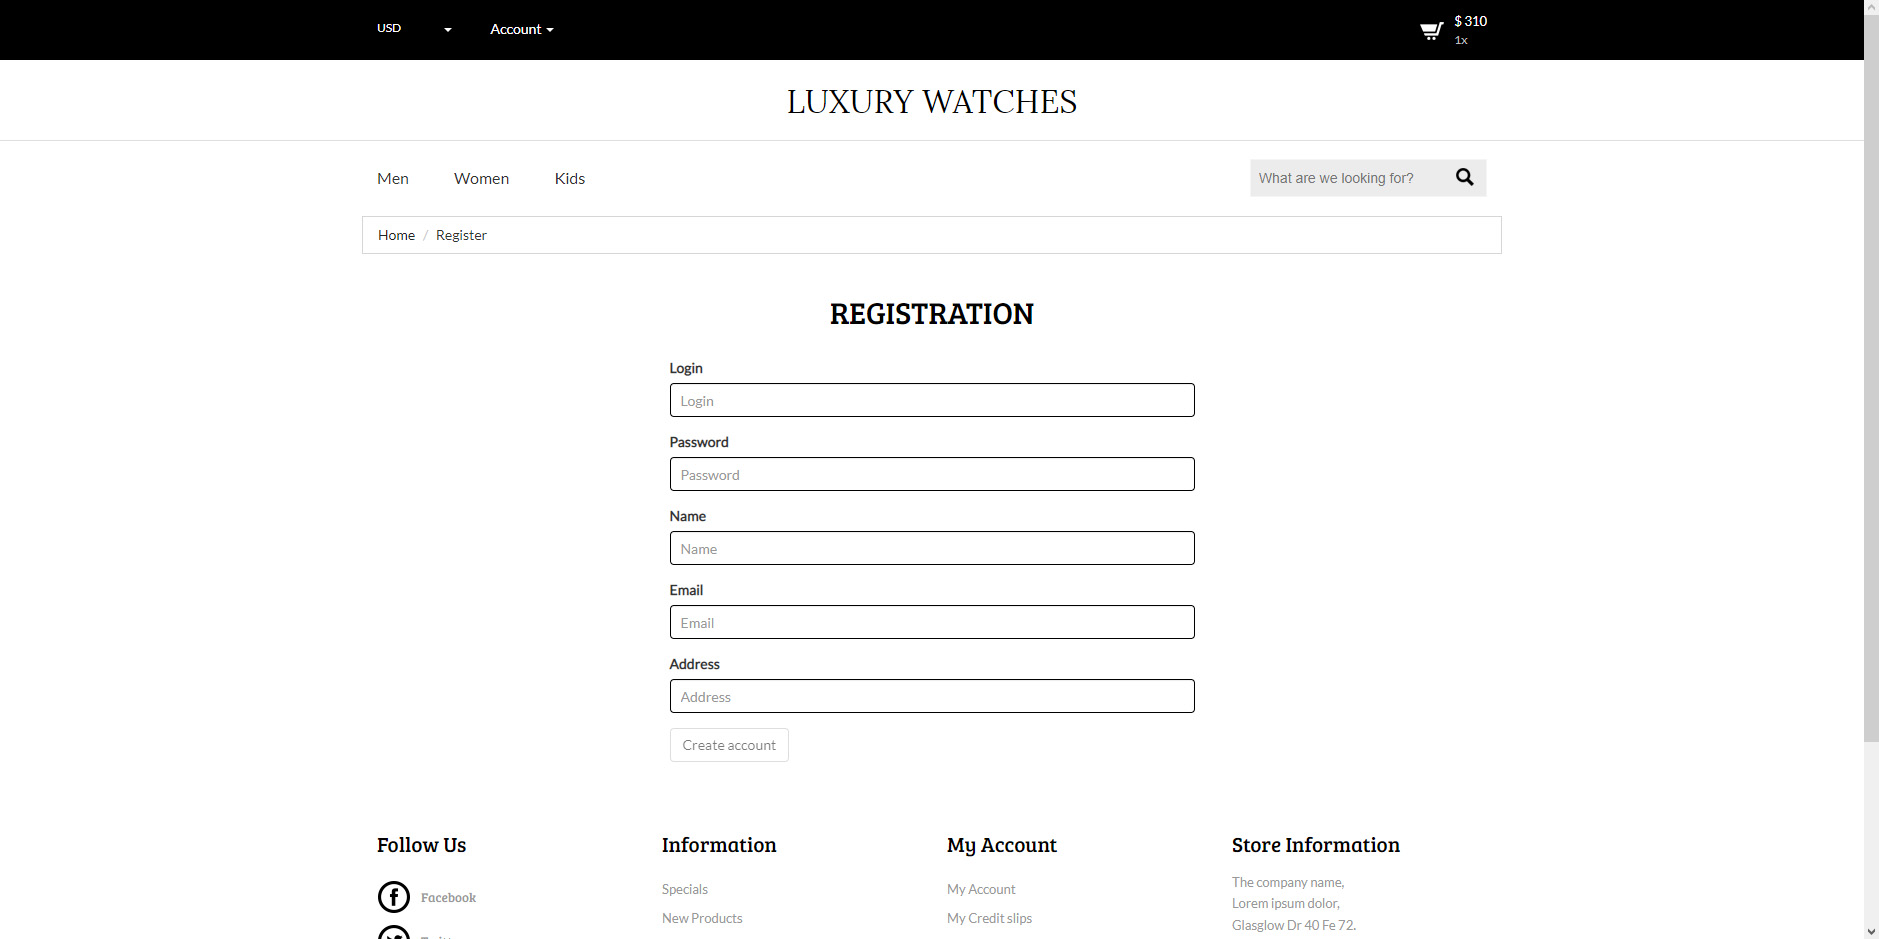 USD
Account
$ 310
1x
LUXURY WATCHES
Men
Women
Kids
What are we looking for?
Home / Register
REGISTRATION
Login
Login
Password
Password
Name
Name
Email
Email
Address
Address
Create account
Follow Us
Facebook
Information
Specials
New Products
My Account
My Account
My Credit slips
Store Information
The company name,
Lorem ipsum dolor,
Glasglow Dr 40 Fe 72.